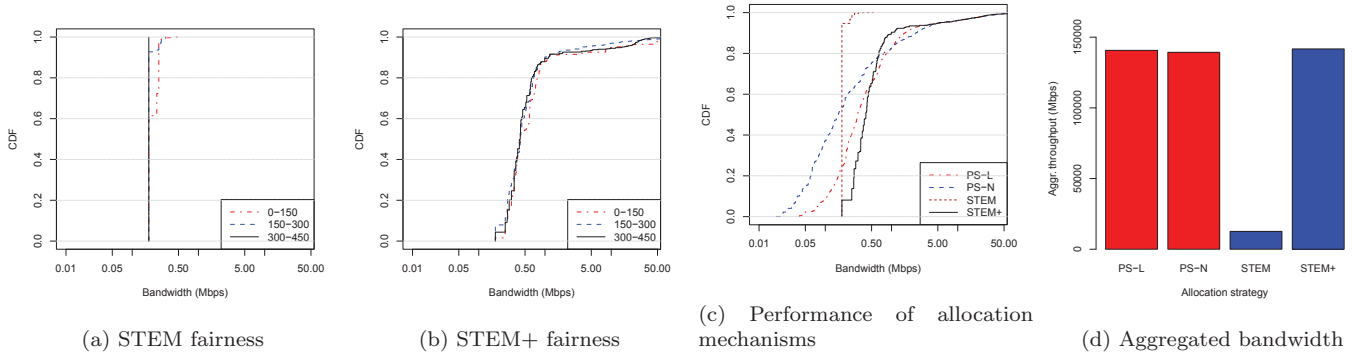 CDF
0.0 0.2 0.4 0.6 0.8 1.0
0-150
150-300
300-450
0.01 0.05 0.50 5.00 50.00
Bandwidth (Mbps)
(a) STEM fairness
CDF
0.0 0.2 0.4 0.6 0.8 1.0
0-150
150-300
300-450
0.01 0.05 0.50 5.00 50.00
Bandwidth (Mbps)
(b) STEM+ fairness
CDF
0.0 0.2 0.4 0.6 0.8 1.0
PS-L
PS-N
STEM
STEM+
0.01 0.05 0.50 5.00 50.00
Bandwidth (Mbps)
(c) Performance of allocation
mechanisms
Aggr. throughput (Mbps)
0 50000 100000 150000
PS-L PS-N STEM STEM+
Allocation strategy
(d) Aggregated bandwidth